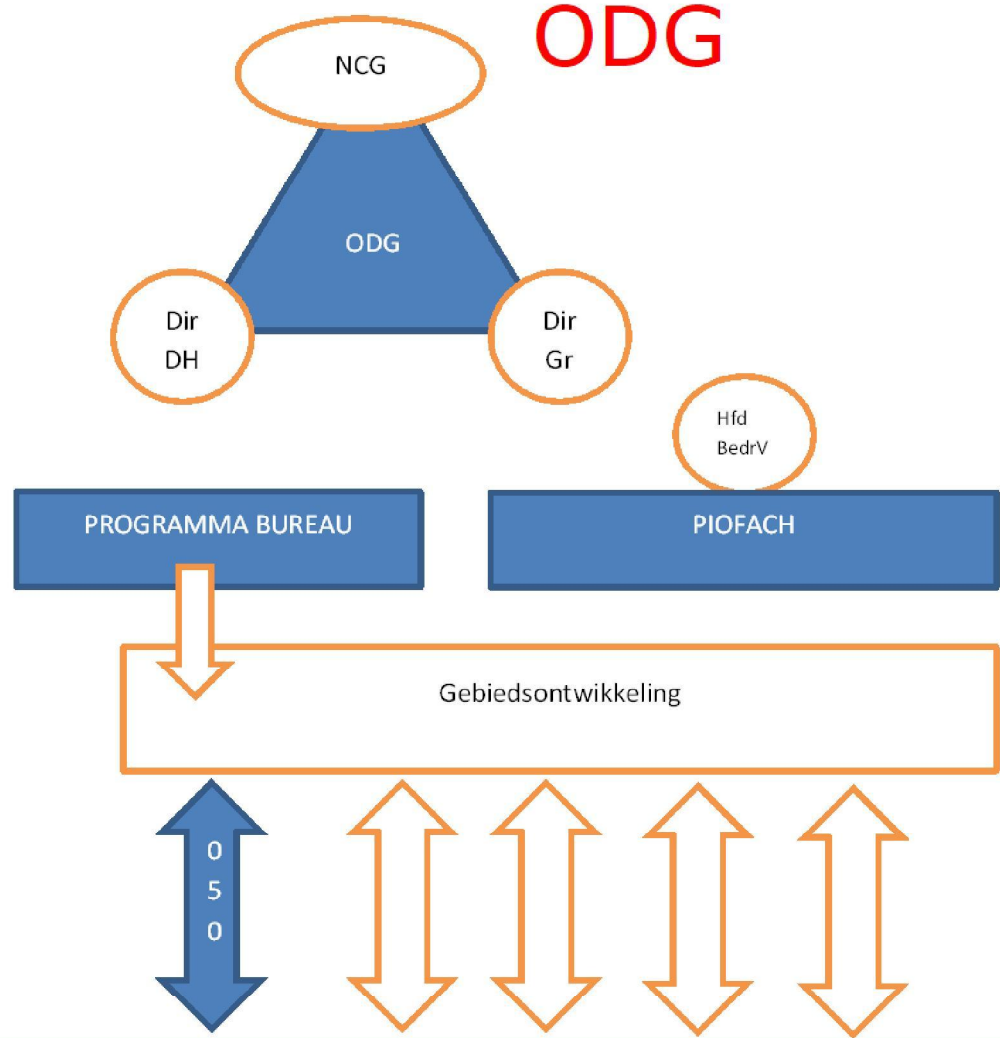 ODG
NCG
ODG
Dir
DH
Dir
Gr
Hfd
BedrV
PROGRAMMA BUREAU
PIOFACH
Gebiedsontwikkeling
0
5
0